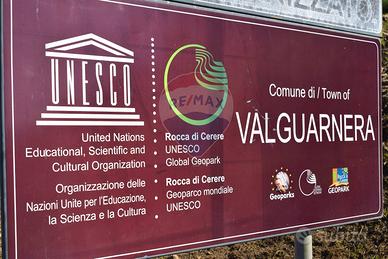 UNESCO
United Nations
Educational, Scientific and
Cultural Organization
Organizzazione delle
Nazioni Unite per l'Educazione,
la Scienza e la Cultura
RE/MAX
Rocca di Cerere
UNESCO
Global Geopark
Rocca di Cerere
Geoparco mondiale
UNESCO
Comune di / Town of
VALGUARNERA
Geoparks
GEOPARK
subito